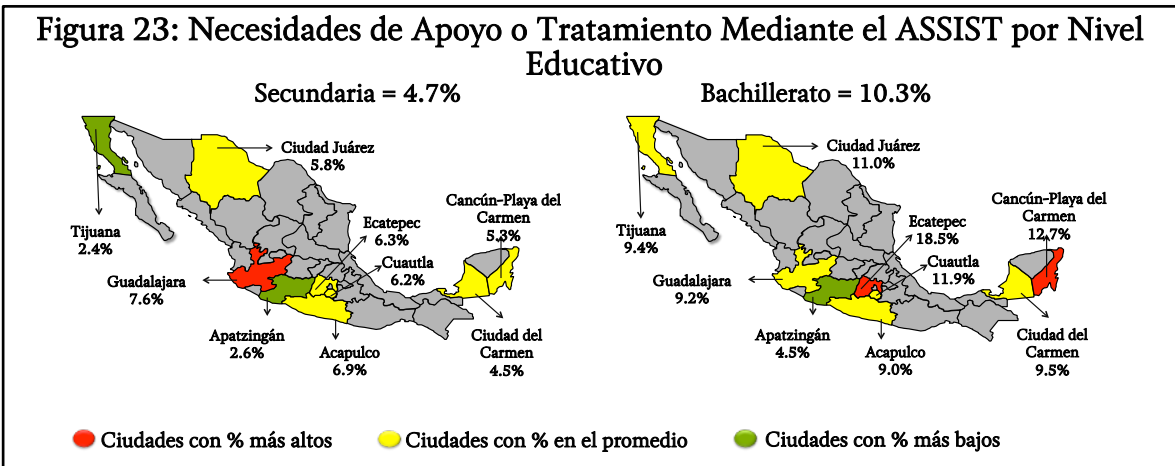 Figura 23: Necesidades de Apoyo o Tratamiento Mediante el ASSIST por Nivel
Educativo
Secundaria = 4.7%
Ciudad Juárez
5.8%
Cancún-Playa del
Carmen
5.3%
Ecatepec
6.3%
Tijuana
2.4%
Cuautla
6.2%
Guadalajara
7.6%
Apatzingán
2.6%
Acapulco
6.9%
Ciudad del
Carmen
4.5%
Bachillerato = 10.3%
Ciudad Juárez
11.0%
Cancún-Playa del
Carmen
12.7%
Ecatepec
18.5%
Tijuana
9.4%
Cuautla
11.9%
Guadalajara
9.2%
Apatzingán
4.5%
Acapulco
9.0%
Ciudad del
Carmen
9.5%
Ciudades con % más altos
Ciudades con % en el promedio
Ciudades con % más bajos